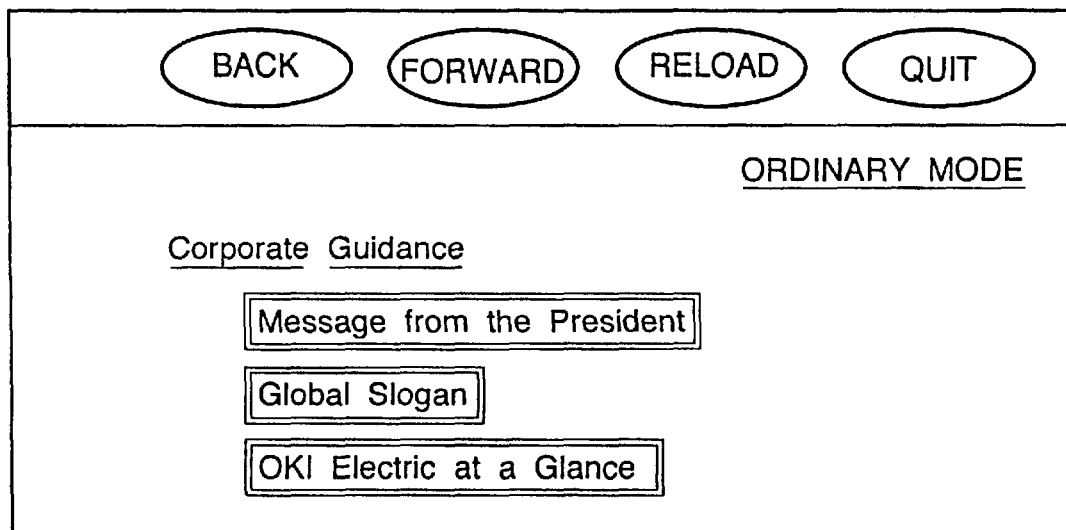 BACK FORWARD RELOAD QUIT
ORDINARY MODE
Corporate Guidance
Message from the President
Global Slogan
OKI Electric at a Glance